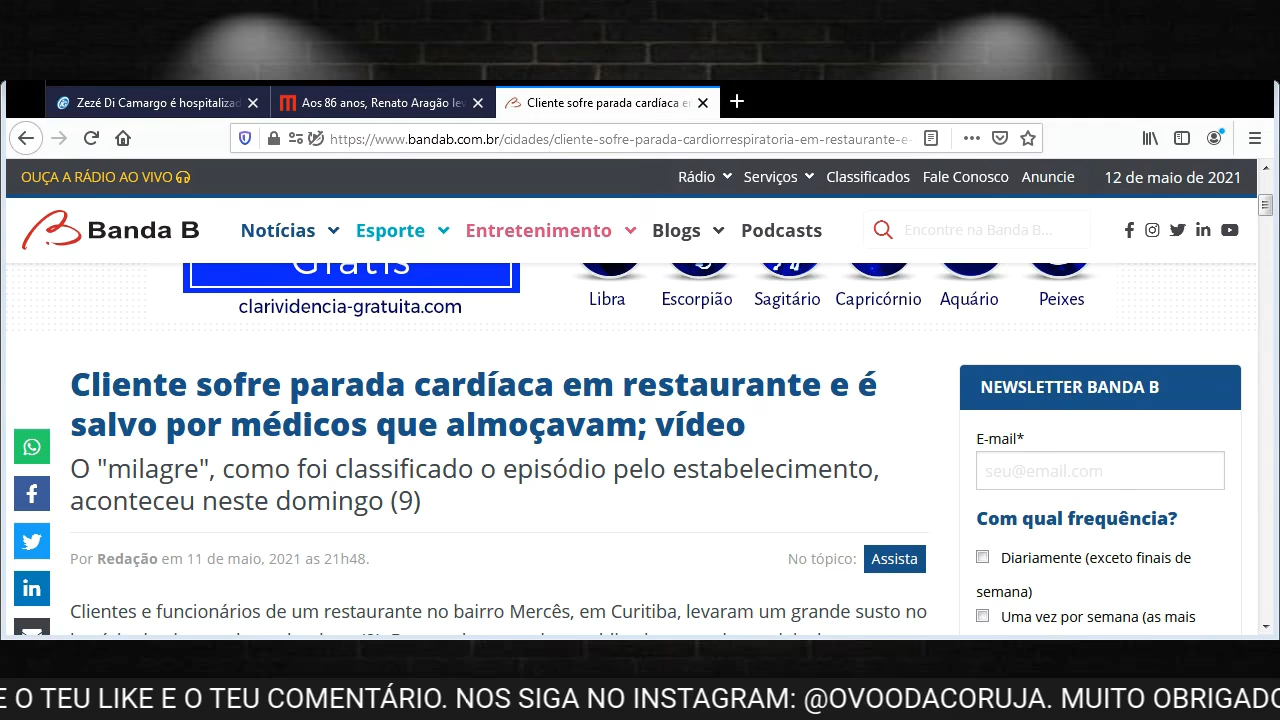 Zezé Di Camargo é hospitaliza
Aos 86 anos, Renato Aragão lev
Cliente sofre parada cardíaca e
https://www.bandab.com.br/cidades/cliente-sofre-parada-cardiorrespiratoria-em-restaurante-e-
OUÇA A RÁDIO AO VIVO
Rádio Serviços Classificados Fale Conosco Anuncie 12 de maio de 2021
Banda B Notícias Esporte Entretenimento Blogs Podcasts Encontre na Banda B...
Grátis
clarividencia-gratuita.com
Libra Escorpião Sagitário Capricórnio Aquário Peixes
Cliente sofre parada cardíaca em restaurante e é
salvo por médicos que almoçavam; vídeo
O "milagre", como foi classificado o episódio pelo estabelecimento,
aconteceu neste domingo (9)
Por Redação em 11 de maio, 2021 as 21h48.
No tópico: Assista
Clientes e funcionários de um restaurante no bairro Mercês, em Curitiba, levaram um grande susto no
NEWSLETTER BANDA B
E-mail*
seu@email.com
Com qual frequência?
Diariamente (exceto finais de
semana)
Uma vez por semana (as mais
E O TEU LIKE E O TEU COMENTÁRIO. NOS SIGA NO INSTAGRAM: @OVOODACORUJA. MUITO OBRIGADO